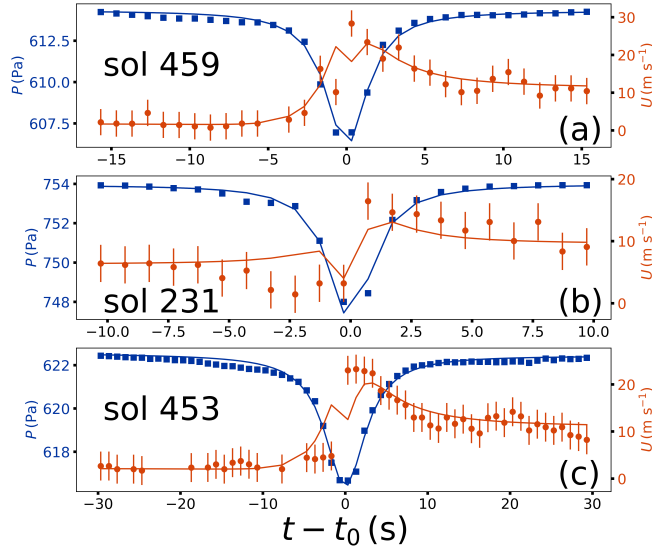 612.5
610.0
607.5
P (Pa)
sol 459
(a)
30
20
10
0
U (m s⁻¹)
−15 −10 −5 0 5 10 15
754
752
750
748
P (Pa)
sol 231
(b)
20
10
0
U (m s⁻¹)
−10.0 −7.5 −5.0 −2.5 0.0 2.5 5.0 7.5 10.0
622
620
618
P (Pa)
sol 453
(c)
20
10
0
U (m s⁻¹)
−30 −20 −10 0 10 20 30
t − t₀ (s)